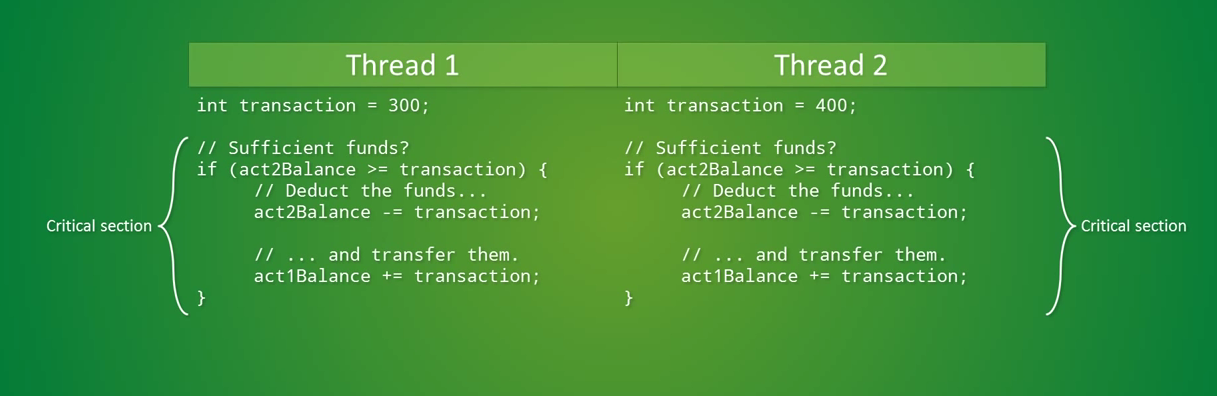 Thread 1
int transaction = 300;
// Sufficient funds?
if (act2Balance >= transaction) {
// Deduct the funds...
act2Balance -= transaction;
// ... and transfer them.
act1Balance += transaction;
}
Critical section
Thread 2
int transaction = 400;
// Sufficient funds?
if (act2Balance >= transaction) {
// Deduct the funds...
act2Balance -= transaction;
// ... and transfer them.
act1Balance += transaction;
}
Critical section